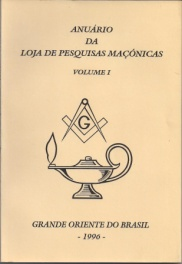 ANUÁRIO
DA
LOJA DE PESQUISAS MAÇÔNICAS
VOLUME I
G
GRANDE ORIENTE DO BRASIL
- 1996 -